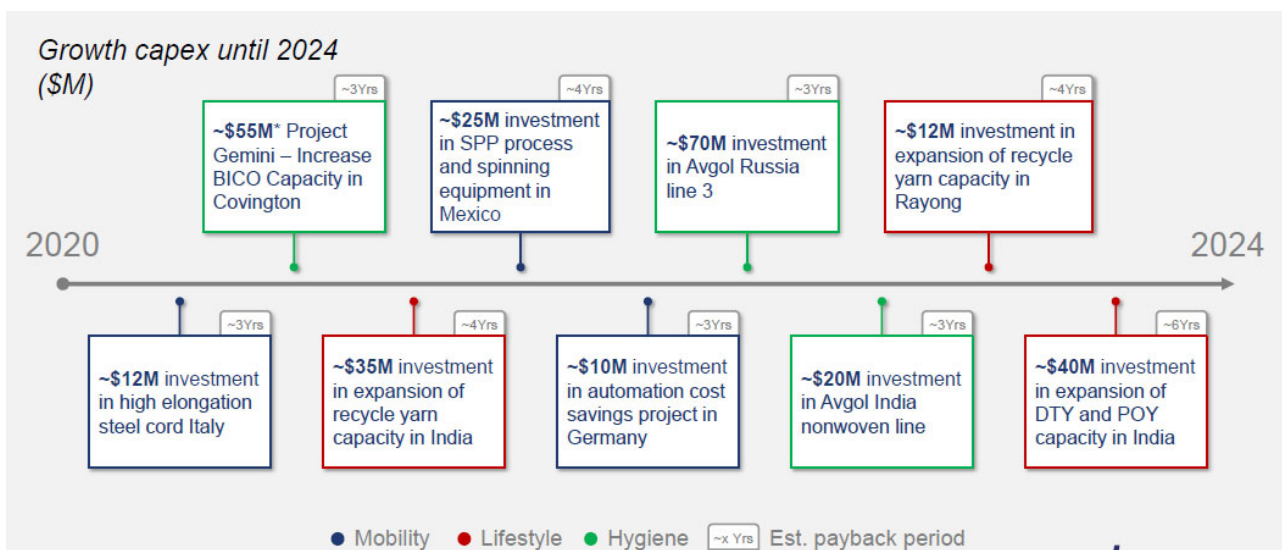 Growth capex until 2024
($M)
~3Yrs
~$55M* Project
Gemini – Increase
BICO Capacity in
Covington
~4Yrs
~$25M investment
in SPP process
and spinning
equipment in
Mexico
~3Yrs
~$70M investment
in Avgol Russia
line 3
~4Yrs
~$12M investment in
expansion of recycle
yarn capacity in
Rayong
2020
2024
~3Yrs
~$12M investment
in high elongation
steel cord Italy
~4Yrs
~$35M investment
in expansion of
recycle yarn
capacity in India
~3Yrs
~$10M investment
in automation cost
savings project in
Germany
~3Yrs
~$20M investment
in Avgol India
nonwoven line
~6Yrs
~$40M investment
in expansion of
DTY and POY
capacity in India
Mobility
Lifestyle
Hygiene
~x Yrs
Est. payback period